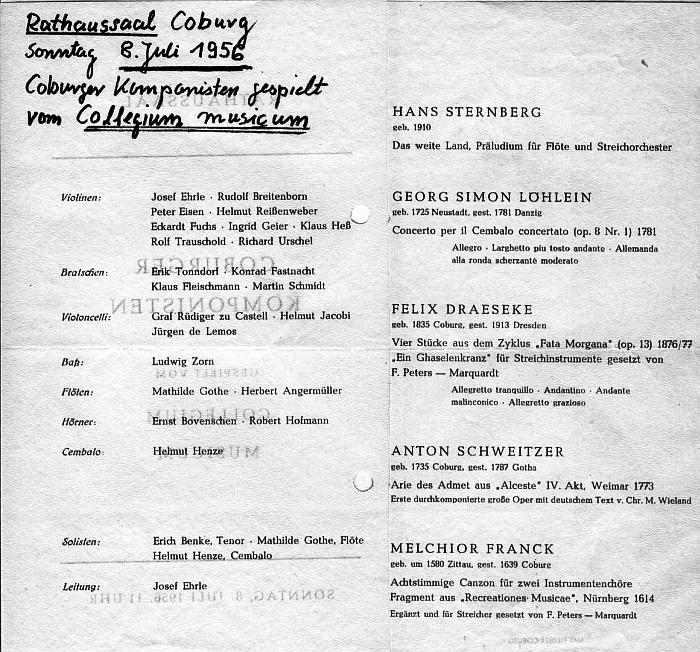 Rathaussaal Coburg
Sonntag 8. Juli 1956
Coburger Komponisten gespielt
vom Collegium musicum
Violinen: Josef Ehrle · Rudolf Breitenborn
Peter Eisen · Helmut Reißenweber
Eckardt Fuchs · Ingrid Geier · Klaus Heß
Rolf Trauschold · Richard Urschel
Bratschen: Erik Tonndorf · Konrad Fastnacht
Klaus Fleischmann · Martin Schmidt
Violoncelli: Graf Rüdiger zu Castell · Helmut Jacobi
Jürgen de Lemos
Baß: Ludwig Zorn
Flöten: Mathilde Gothe · Herbert Angermüller
Hörner: Ernst Bovenschen · Robert Hofmann
Cembalo: Helmut Henze
Solisten: Erich Benke, Tenor · Mathilde Gothe, Flöte
Helmut Henze, Cembalo
Leitung: Josef Ehrle
HANS STERNBERG
geb. 1910
Das weite Land, Präludium für Flöte und Streichorchester
GEORG SIMON LÖHLEIN
geb. 1725 Neustadt, gest. 1781 Danzig
Concerto per il Cembalo concertato (op. 8 Nr. 1) 1781
Allegro · Larghetto piu tosto andante · Allemanda
alla ronda scherzante moderato
FELIX DRAESEKE
geb. 1835 Coburg, gest. 1913 Dresden
Vier Stücke aus dem Zyklus „Fata Morgana" (op. 13) 1876/77
„Ein Ghaselenkranz" für Streichinstrumente gesetzt von
F. Peters — Marquardt
Allegretto tranquillo · Andantino · Andante
malinconico · Allegretto grazioso
ANTON SCHWEITZER
geb. 1735 Coburg, gest. 1787 Gotha
Arie des Admet aus „Alceste" IV. Akt, Weimar 1773
Erste durchkomponierte große Oper mit deutschem Text v. Chr. M. Wieland
MELCHIOR FRANCK
geb. um 1580 Zittau, gest. 1639 Coburg
Achtstimmige Canzon für zwei Instrumentenchöre
Fragment aus „Recreationes Musicae", Nürnberg 1614
Ergänzt und für Streicher gesetzt von F. Peters — Marquardt